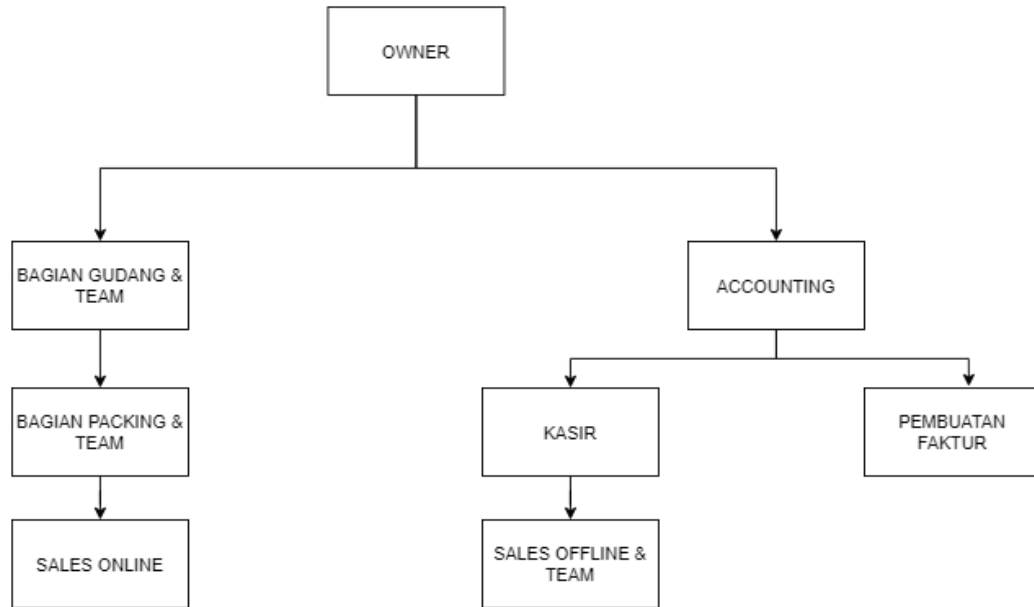 OWNER
BAGIAN GUDANG &
TEAM
ACCOUNTING
BAGIAN PACKING &
TEAM
KASIR
PEMBUATAN
FAKTUR
SALES ONLINE
SALES OFFLINE &
TEAM